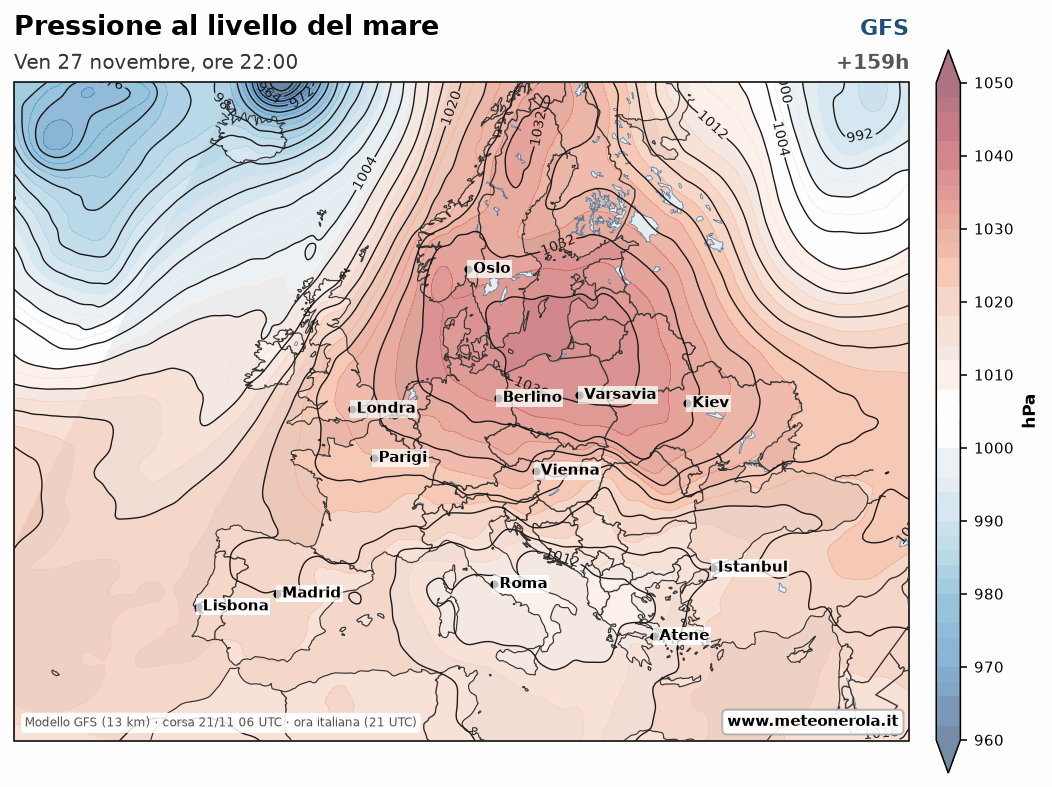 Pressione al livello del mare
GFS
Ven 27 novembre, ore 22:00
+159h
1020
1032
1012
1004
992
1004
1032
Oslo
Berlino
Varsavia
Kiev
Londra
Parigi
Vienna
1016
Istanbul
Roma
Madrid
Lisbona
Atene
Modello GFS (13 km) · corsa 21/11 06 UTC · ora italiana (21 UTC)
www.meteonerola.it
1050
1040
1030
1020
1010
1000
990
980
970
960
hPa